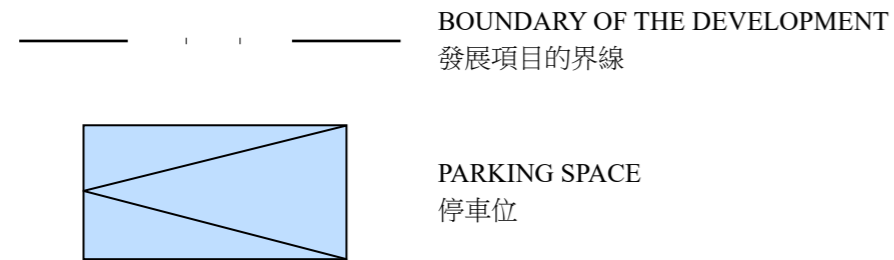 BOUNDARY OF THE DEVELOPMENT
發展項目的界線
PARKING SPACE
停車位